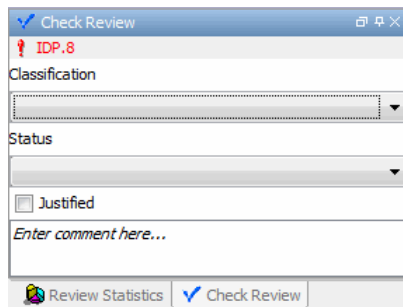 Check Review
IDP.8
Classification
Status
Justified
Enter comment here...
Review Statistics
Check Review